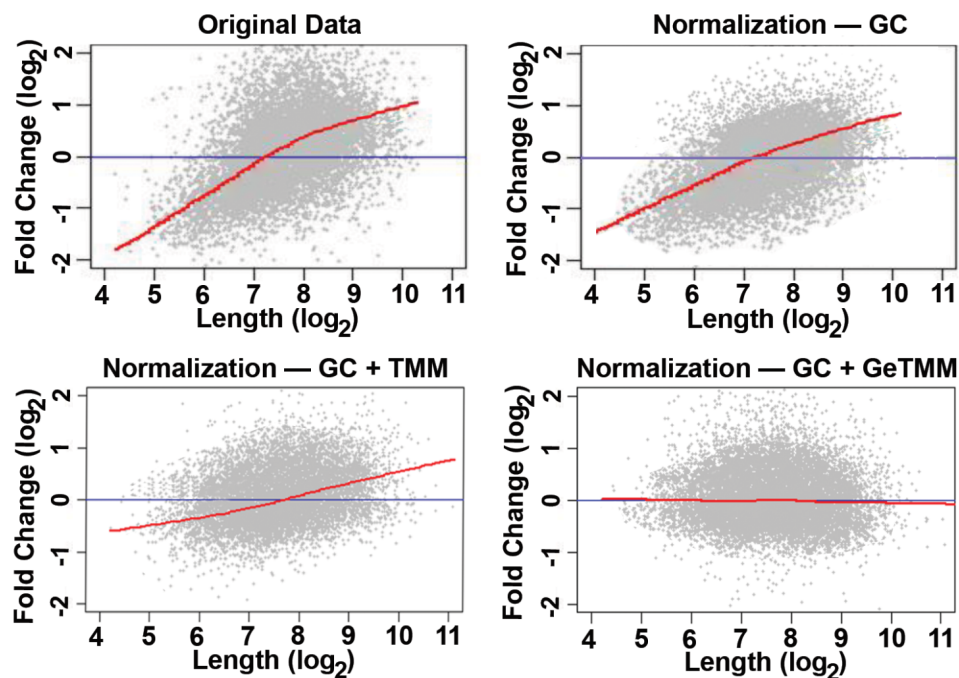 Original Data
Fold Change (log2)
2
1
0
-1
-2
4 5 6 7 8 9 10 11
Length (log2)
Normalization — GC
Fold Change (log2)
2
1
0
-1
-2
4 5 6 7 8 9 10 11
Length (log2)
Normalization — GC + TMM
Fold Change (log2)
2
1
0
-1
-2
4 5 6 7 8 9 10 11
Length (log2)
Normalization — GC + GeTMM
Fold Change (log2)
2
1
0
-1
-2
4 5 6 7 8 9 10 11
Length (log2)